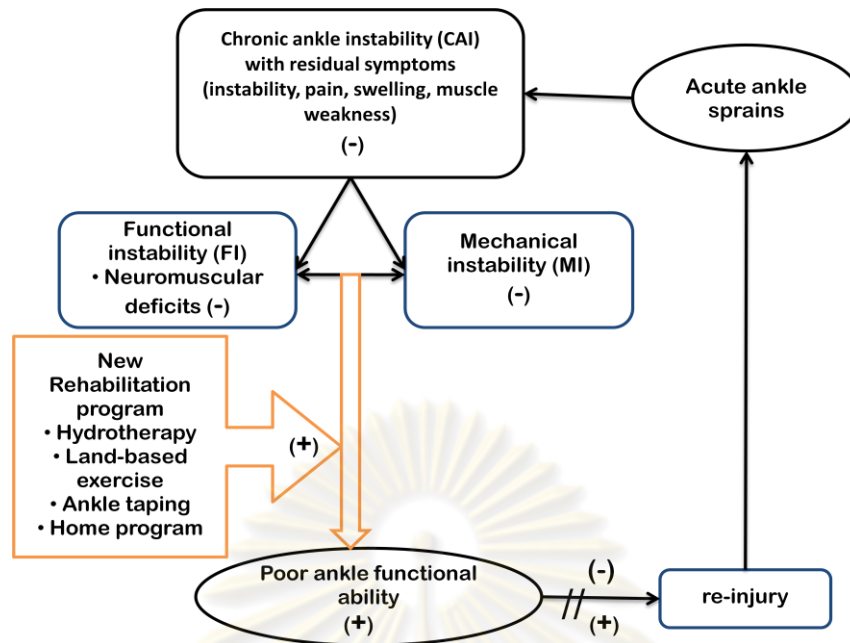 Chronic ankle instability (CAI)
with residual symptoms
(instability, pain, swelling, muscle
weakness)
(-)
Acute ankle
sprains
Functional
instability (FI)
• Neuromuscular
deficits (-)
Mechanical
instability (MI)
(-)
New
Rehabilitation
program
• Hydrotherapy
• Land-based
exercise
• Ankle taping
• Home program
(+)
Poor ankle functional
ability
(+)
(-)
//
(+)
re-injury